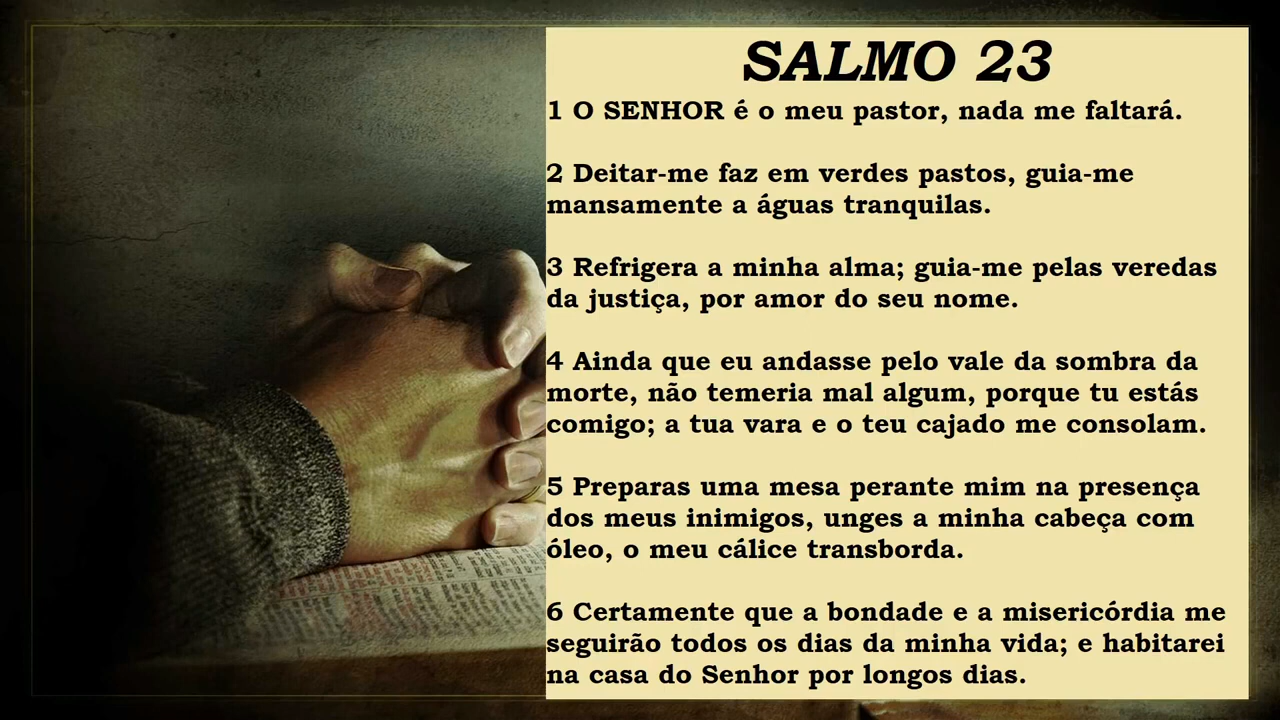 SALMO 23
1 O SENHOR é o meu pastor, nada me faltará.
2 Deitar-me faz em verdes pastos, guia-me
mansamente a águas tranquilas.
3 Refrigera a minha alma; guia-me pelas veredas
da justiça, por amor do seu nome.
4 Ainda que eu andasse pelo vale da sombra da
morte, não temeria mal algum, porque tu estás
comigo; a tua vara e o teu cajado me consolam.
5 Preparas uma mesa perante mim na presença
dos meus inimigos, unges a minha cabeça com
óleo, o meu cálice transborda.
6 Certamente que a bondade e a misericórdia me
seguirão todos os dias da minha vida; e habitarei
na casa do Senhor por longos dias.